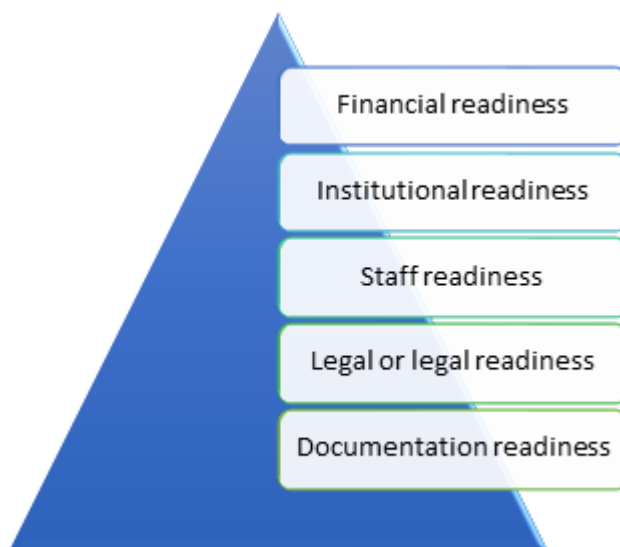 Financial readiness
Institutional readiness
Staff readiness
Legal or legal readiness
Documentation readiness